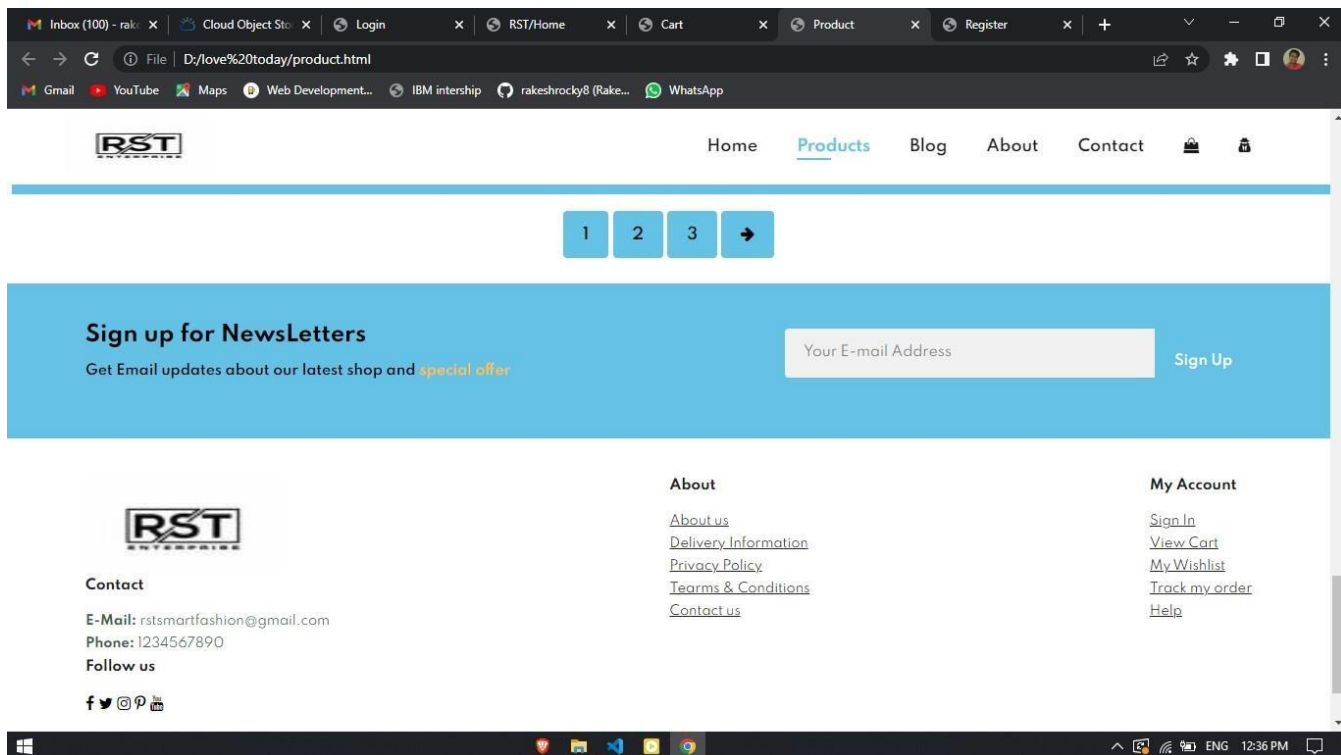 Inbox (100) - rak
Cloud Object Sto
Login
RST/Home
Cart
Product
Register
File
D:/love%20today/product.html
Gmail
YouTube
Maps
Web Development...
IBM intership
rakeshrocky8 (Rake...
WhatsApp
RST
ENTERPRISE
Home Products Blog About Contact
1 2 3
Sign up for NewsLetters
Get Email updates about our latest shop and special offer
Your E-mail Address
Sign Up
RST
ENTERPRISE
Contact
E-Mail: rstsmartfashion@gmail.com
Phone: 1234567890
Follow us
You
Tube
About
About us
Delivery Information
Privacy Policy
Tearms & Conditions
Contact us
My Account
Sign In
View Cart
My Wishlist
Track my order
Help
ENG 12:36 PM